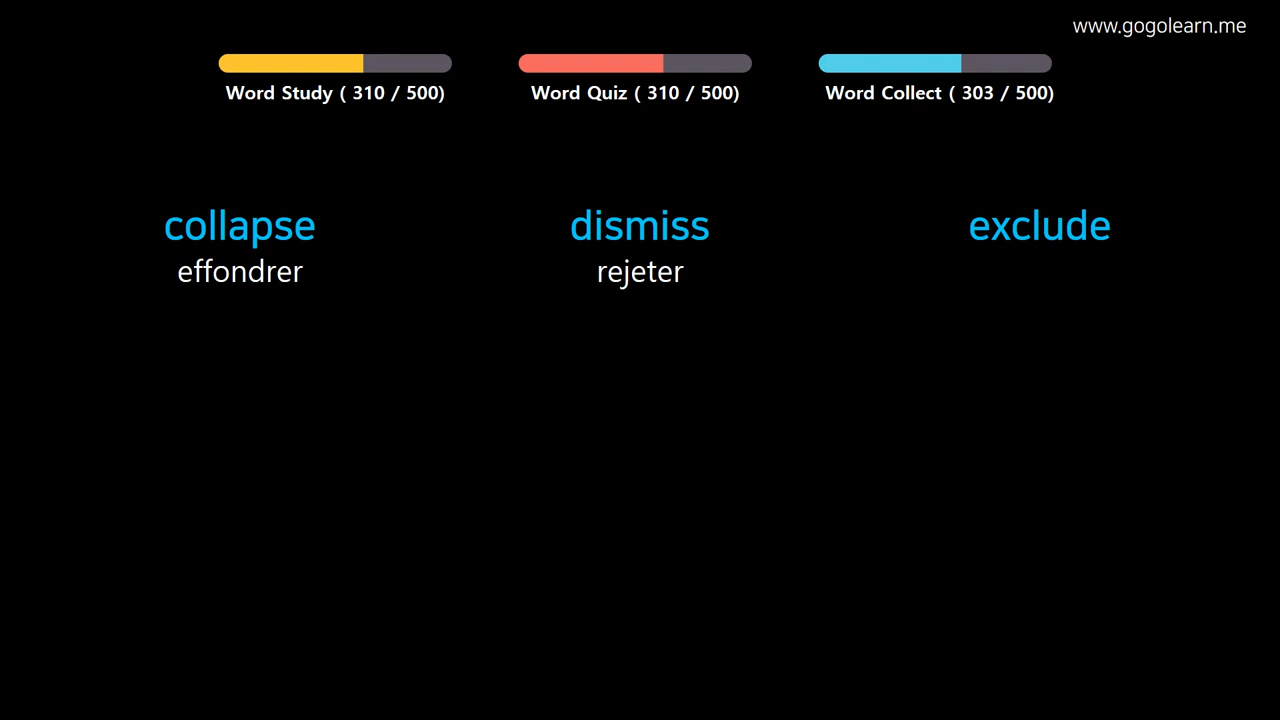 www.gogolearn.me
Word Study ( 310 / 500)
Word Quiz ( 310 / 500)
Word Collect ( 303 / 500)
collapse
effondrer
dismiss
rejeter
exclude